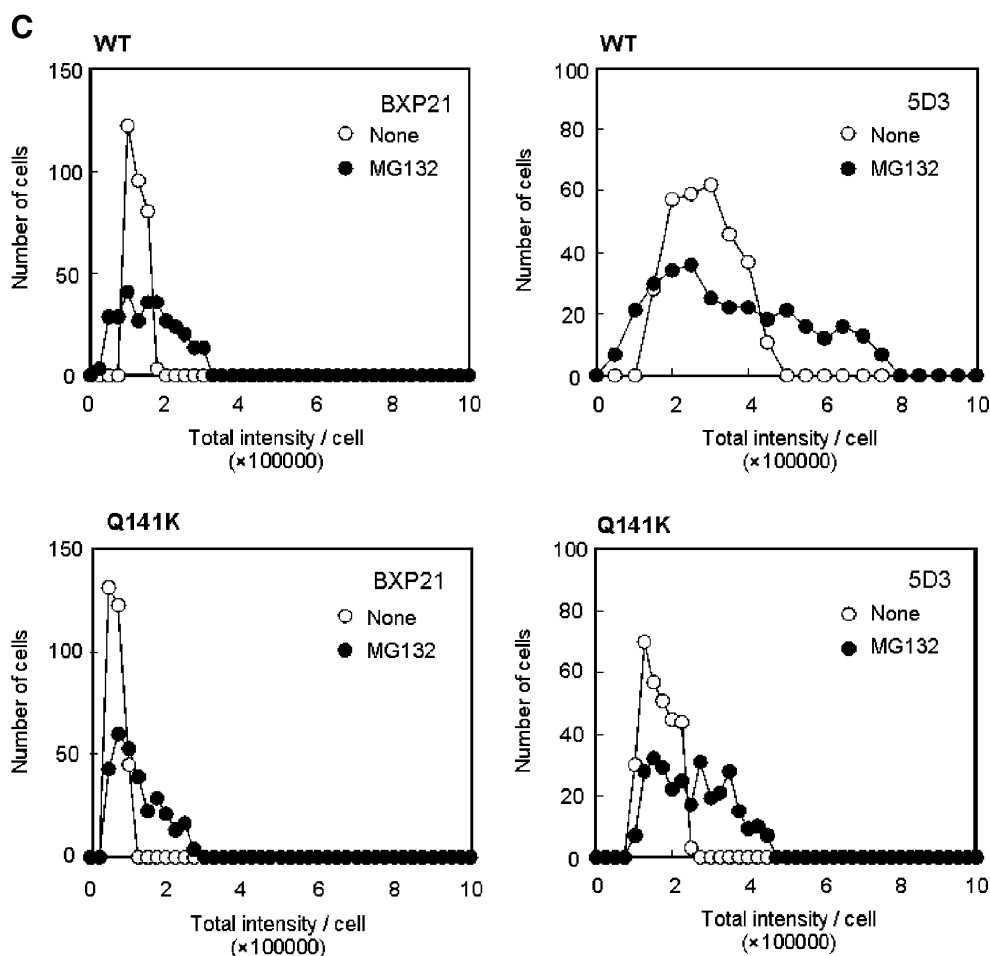 C
WT
150
100
50
0
BXP21
None
MG132
Number of cells
0 2 4 6 8 10
Total intensity / cell
(×100000)
WT
100
80
60
40
20
0
5D3
None
MG132
Number of cells
0 2 4 6 8 10
Total intensity / cell
(×100000)
Q141K
150
100
50
0
BXP21
None
MG132
Number of cells
0 2 4 6 8 10
Total intensity / cell
(×100000)
Q141K
100
80
60
40
20
0
5D3
None
MG132
Number of cells
0 2 4 6 8 10
Total intensity / cell
(×100000)